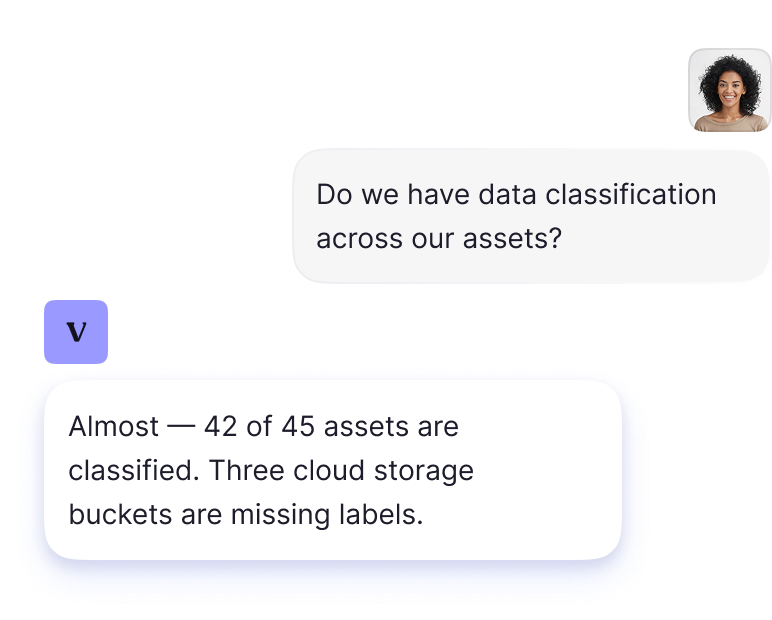 Do we have data classification
across our assets?
V
Almost — 42 of 45 assets are
classified. Three cloud storage
buckets are missing labels.